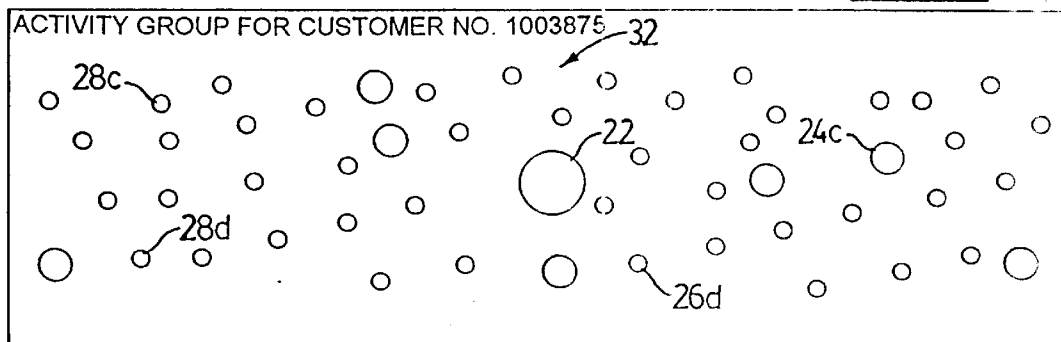 ACTIVITY GROUP FOR CUSTOMER NO. 1003875
32
28c
22
24c
28d
26d